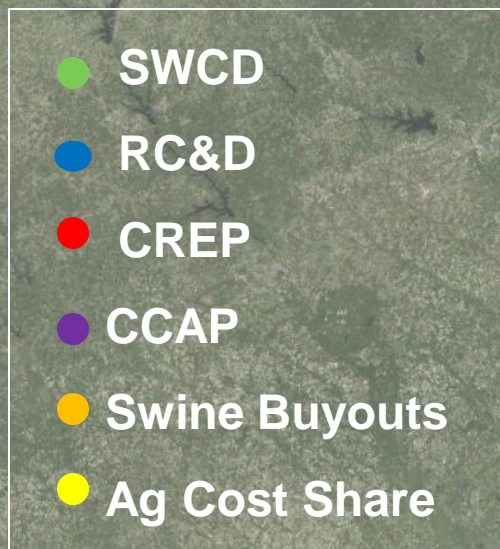 SWCD
RC&D
CREP
CCAP
Swine Buyouts
Ag Cost Share